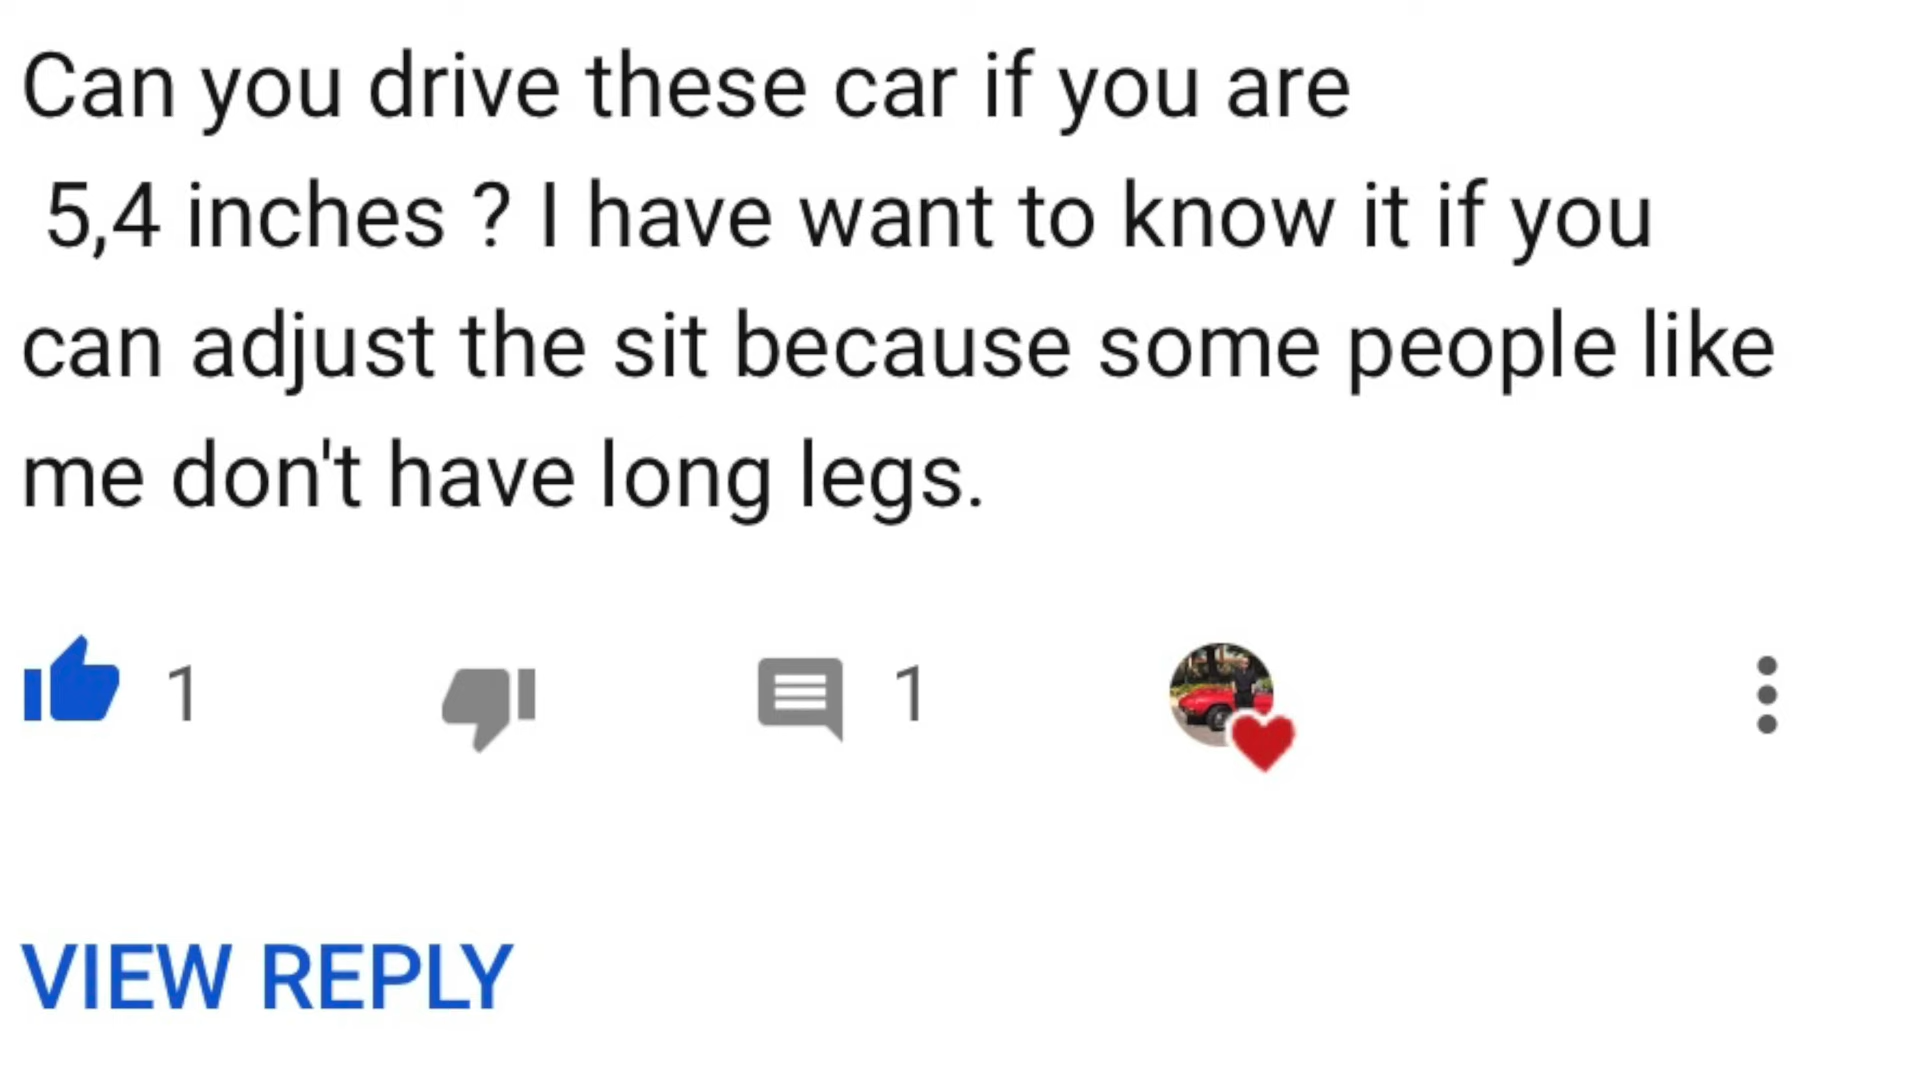 Can you drive these car if you are
5,4 inches ? I have want to know it if you
can adjust the sit because some people like
me don't have long legs.
1 1
VIEW REPLY